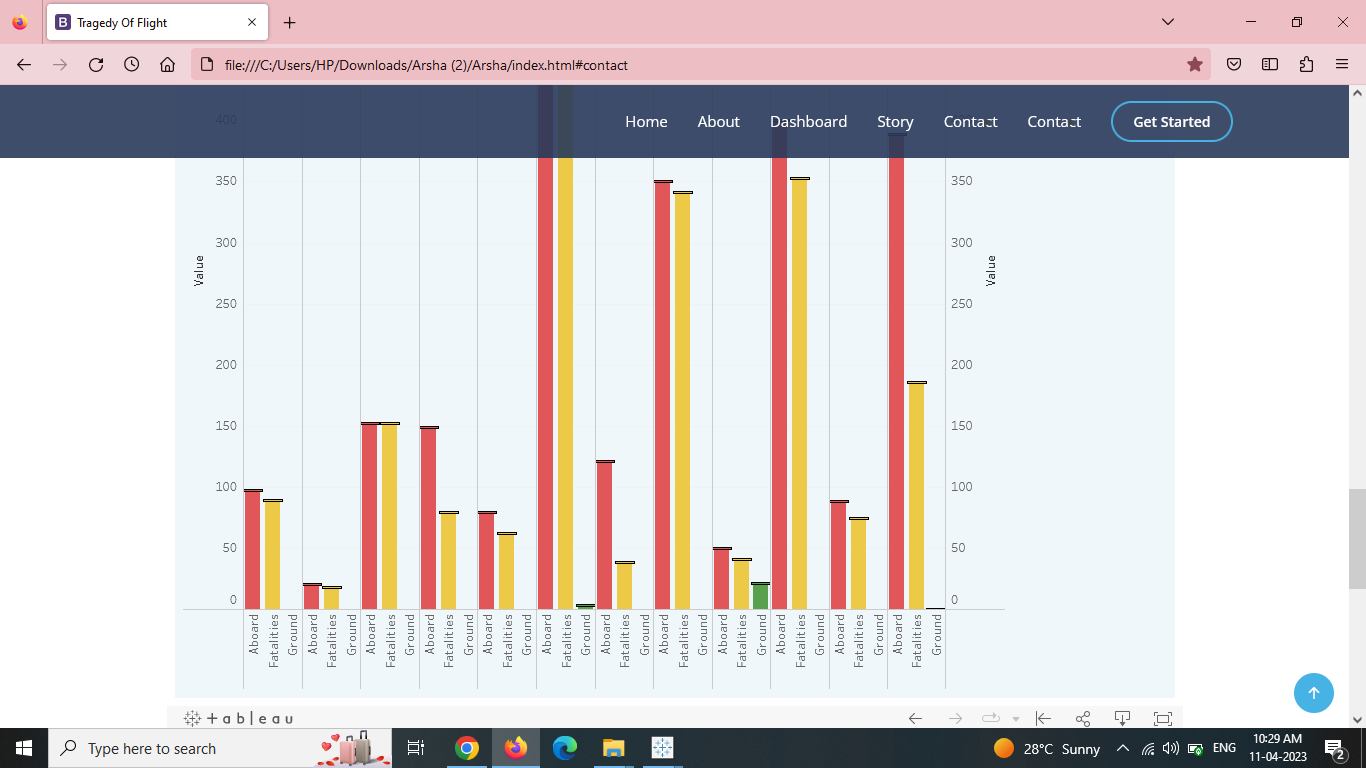 Tragedy Of Flight
file:///C:/Users/HP/Downloads/Arsha (2)/Arsha/index.html#contact
Home About Dashboard Story Contact Contact Get Started
400
350 350
300 300
Value Value
250 250
200 200
150 150
100 100
50 50
0 0
Aboard Fatalities Ground Aboard Fatalities Ground Aboard Fatalities Ground Aboard Fatalities Ground Aboard Fatalities Ground Aboard Fatalities Ground Aboard Fatalities Ground Aboard Fatalities Ground Aboard Fatalities Ground Aboard Fatalities Ground Aboard Fatalities Ground Aboard Fatalities Ground
+ableau
Type here to search
28°C Sunny
ENG
10:29 AM
11-04-2023
2